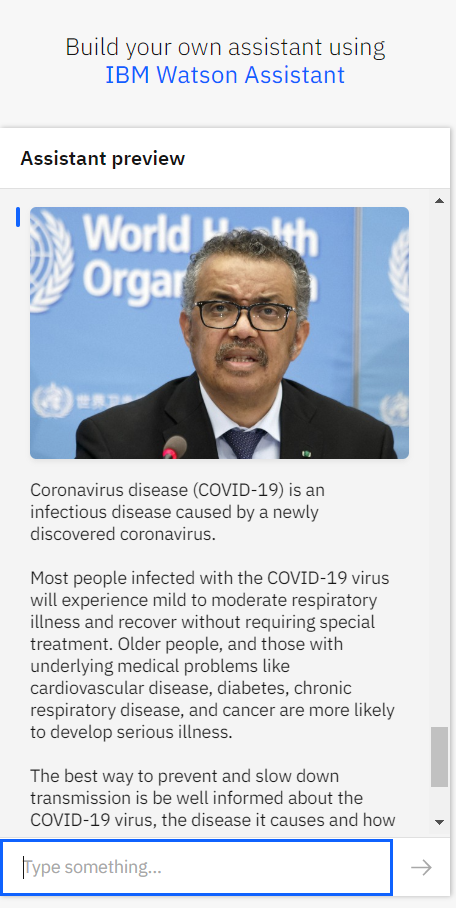 Build your own assistant using
IBM Watson Assistant
Assistant preview
World Health
Organ
世界卫
Coronavirus disease (COVID-19) is an
infectious disease caused by a newly
discovered coronavirus.
Most people infected with the COVID-19 virus
will experience mild to moderate respiratory
illness and recover without requiring special
treatment. Older people, and those with
underlying medical problems like
cardiovascular disease, diabetes, chronic
respiratory disease, and cancer are more likely
to develop serious illness.
The best way to prevent and slow down
transmission is be well informed about the
COVID-19 virus, the disease it causes and how
Type something...